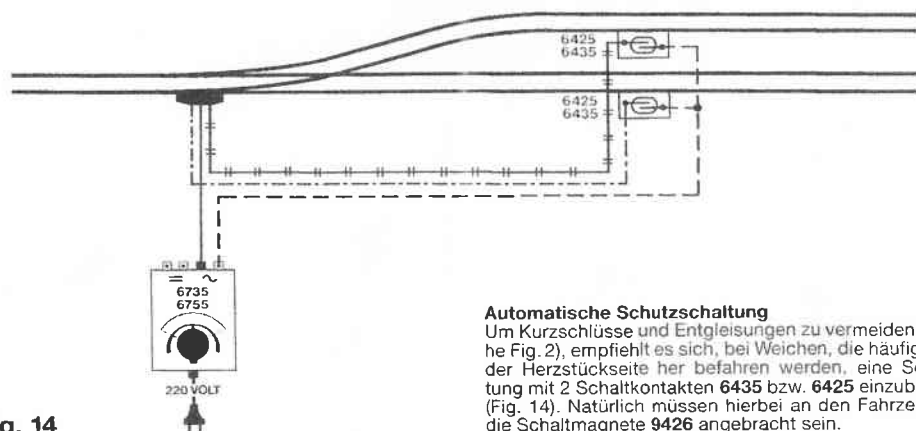 6425
6435
6425
6435
= ~
6735
6755
220 VOLT
Automatische Schutzschaltung
Um Kurzschlüsse und Entgleisungen zu vermeiden
he Fig. 2), empfiehlt es sich, bei Weichen, die häufig
der Herzstückseite her befahren werden, eine Sc
tung mit 2 Schaltkontakten 6435 bzw. 6425 einzub
(Fig. 14). Natürlich müssen hierbei an den Fahrze
die Schaltmagnete 9426 angebracht sein.
g. 14